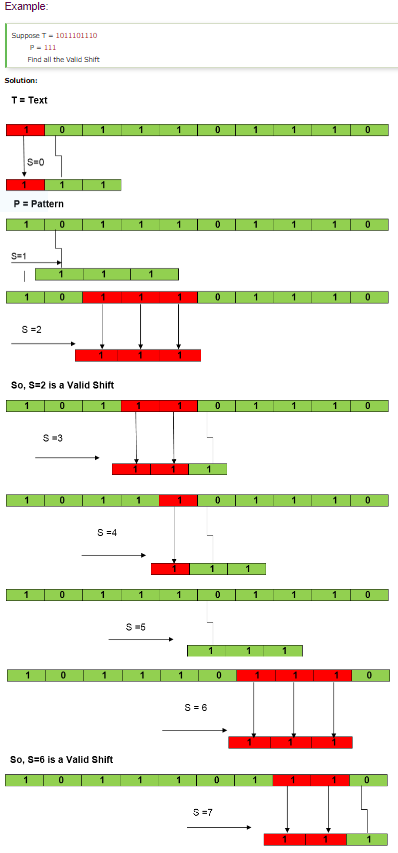 Example:
Suppose T = 1011101110
P = 111
Find all the Valid Shift
Solution:
T = Text
1 0 1 1 1 0 1 1 1 0
S=0
1 1 1
P = Pattern
1 0 1 1 1 0 1 1 1 0
S=1
1 1 1
1 0 1 1 1 0 1 1 1 0
S =2
1 1 1
So, S=2 is a Valid Shift
1 0 1 1 1 0 1 1 1 0
S =3
1 1 1
1 0 1 1 1 0 1 1 1 0
S =4
1 1 1
1 0 1 1 1 0 1 1 1 0
S =5
1 1 1
1 0 1 1 1 0 1 1 1 0
S = 6
1 1 1
So, S=6 is a Valid Shift
1 0 1 1 1 0 1 1 1 0
S =7
1 1 1